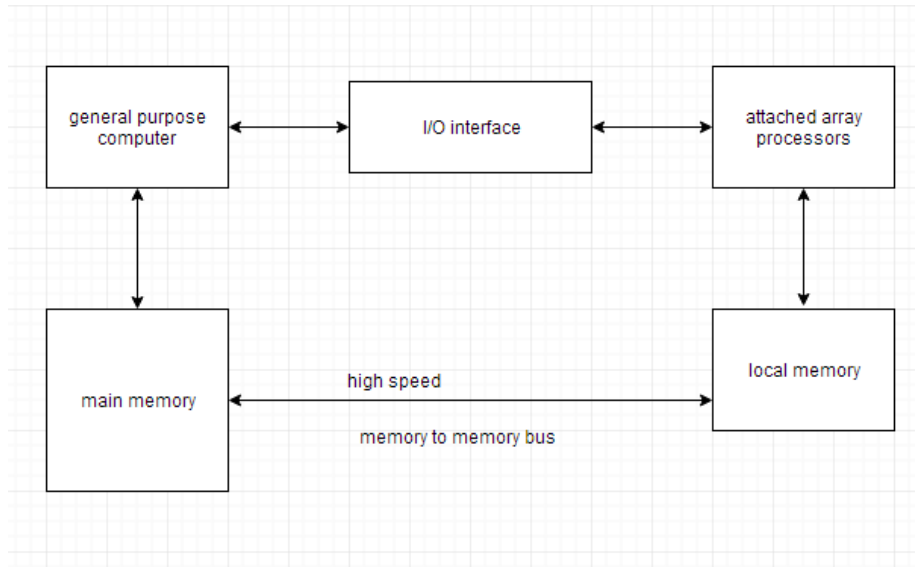 general purpose
computer
I/O interface
attached array
processors
main memory
high speed
memory to memory bus
local memory